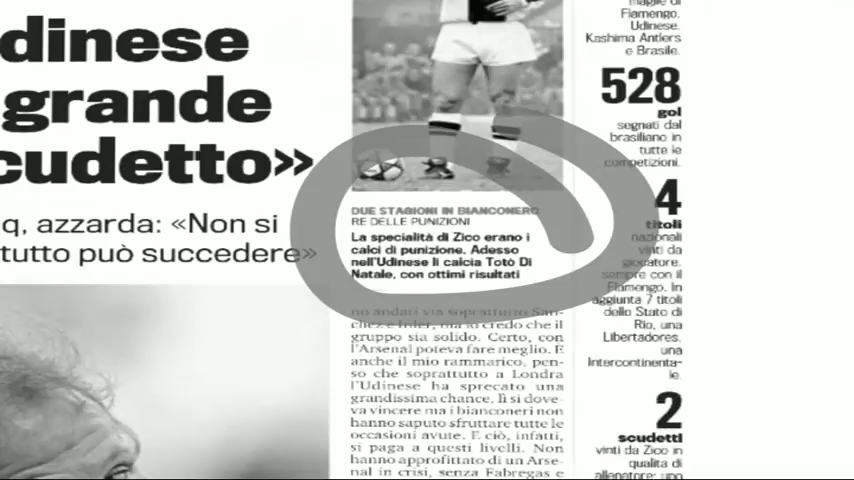 dinese
grande
cudetto»
q, azzarda: «Non si
tutto può succedere»
DUE STAGIONI IN BIANCONERO
RE DELLE PUNIZIONI
La specialità di Zico erano i
calci di punizione. Adesso
nell'Udinese li calcia Totò Di
Natale, con ottimi risultati
no andati via soprattutto San-
chez e Inler, ma io credo che il
gruppo sia solido. Certo, con
l'Arsenal poteva fare meglio. E
anche il mio rammarico, pen-
so che soprattutto a Londra
l'Udinese ha sprecato una
grandissima chance, lì si dove-
va vincere ma i bianconeri non
hanno saputo sfruttare tutte le
occasioni avute. E ciò, infatti,
si paga a questi livelli. Non
hanno approfittato di un Arse-
nal in crisi, senza Fabregas e
maglie di
Flamengo,
Udinese,
Kashima Antlers
e Brasile.
528
gol
segnati dal
brasiliano in
tutte le
competizioni.
4
titoli
nazionali
vinti da
giocatore,
sempre con il
Flamengo. In
aggiunta 7 titoli
dello Stato di
Rio, una
Libertadores,
una
Intercontinenta-
le.
2
scudetti
vinti da Zico in
qualità di
allenatore: uno